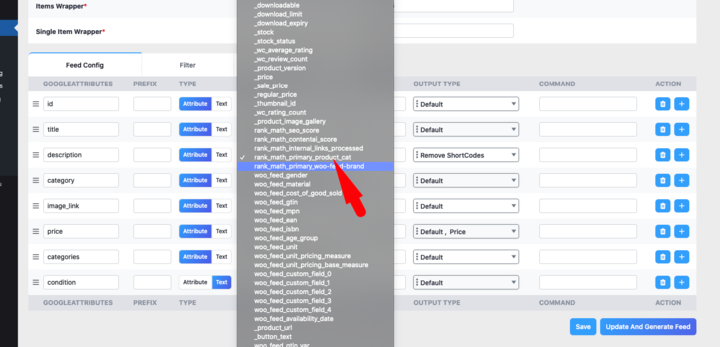 Items Wrapper*
Single Item Wrapper*
Feed Config
Filter
GOOGLEATTRIBUTES PREFIX TYPE OUTPUT TYPE COMMAND ACTION
id Attribute Text Default
title Attribute Text Default
description Attribute Text Remove ShortCodes
category Attribute Text Default
image_link Attribute Text Default
price Attribute Text Default , Price
categories Attribute Text Default
condition Attribute Text Default
GOOGLEATTRIBUTES PREFIX TYPE OUTPUT TYPE COMMAND ACTION
Save
Update And Generate Feed
_downloadable
_download_limit
_download_expiry
_stock
_stock_status
_wc_average_rating
_wc_review_count
_product_version
_price
_sale_price
_regular_price
_thumbnail_id
_wc_rating_count
_product_image_gallery
rank_math_seo_score
rank_math_contentai_score
rank_math_internal_links_processed
✓ rank_math_primary_product_cat
rank_math_primary_woo-feed-brand
woo_feed_gender
woo_feed_material
woo_feed_cost_of_good_sold
woo_feed_gtin
woo_feed_mpn
woo_feed_ean
woo_feed_isbn
woo_feed_age_group
woo_feed_unit
woo_feed_unit_pricing_measure
woo_feed_unit_pricing_base_measure
woo_feed_custom_field_0
woo_feed_custom_field_1
woo_feed_custom_field_2
woo_feed_custom_field_3
woo_feed_custom_field_4
woo_feed_availability_date
_product_url
_button_text
woo_feed_gtin_var